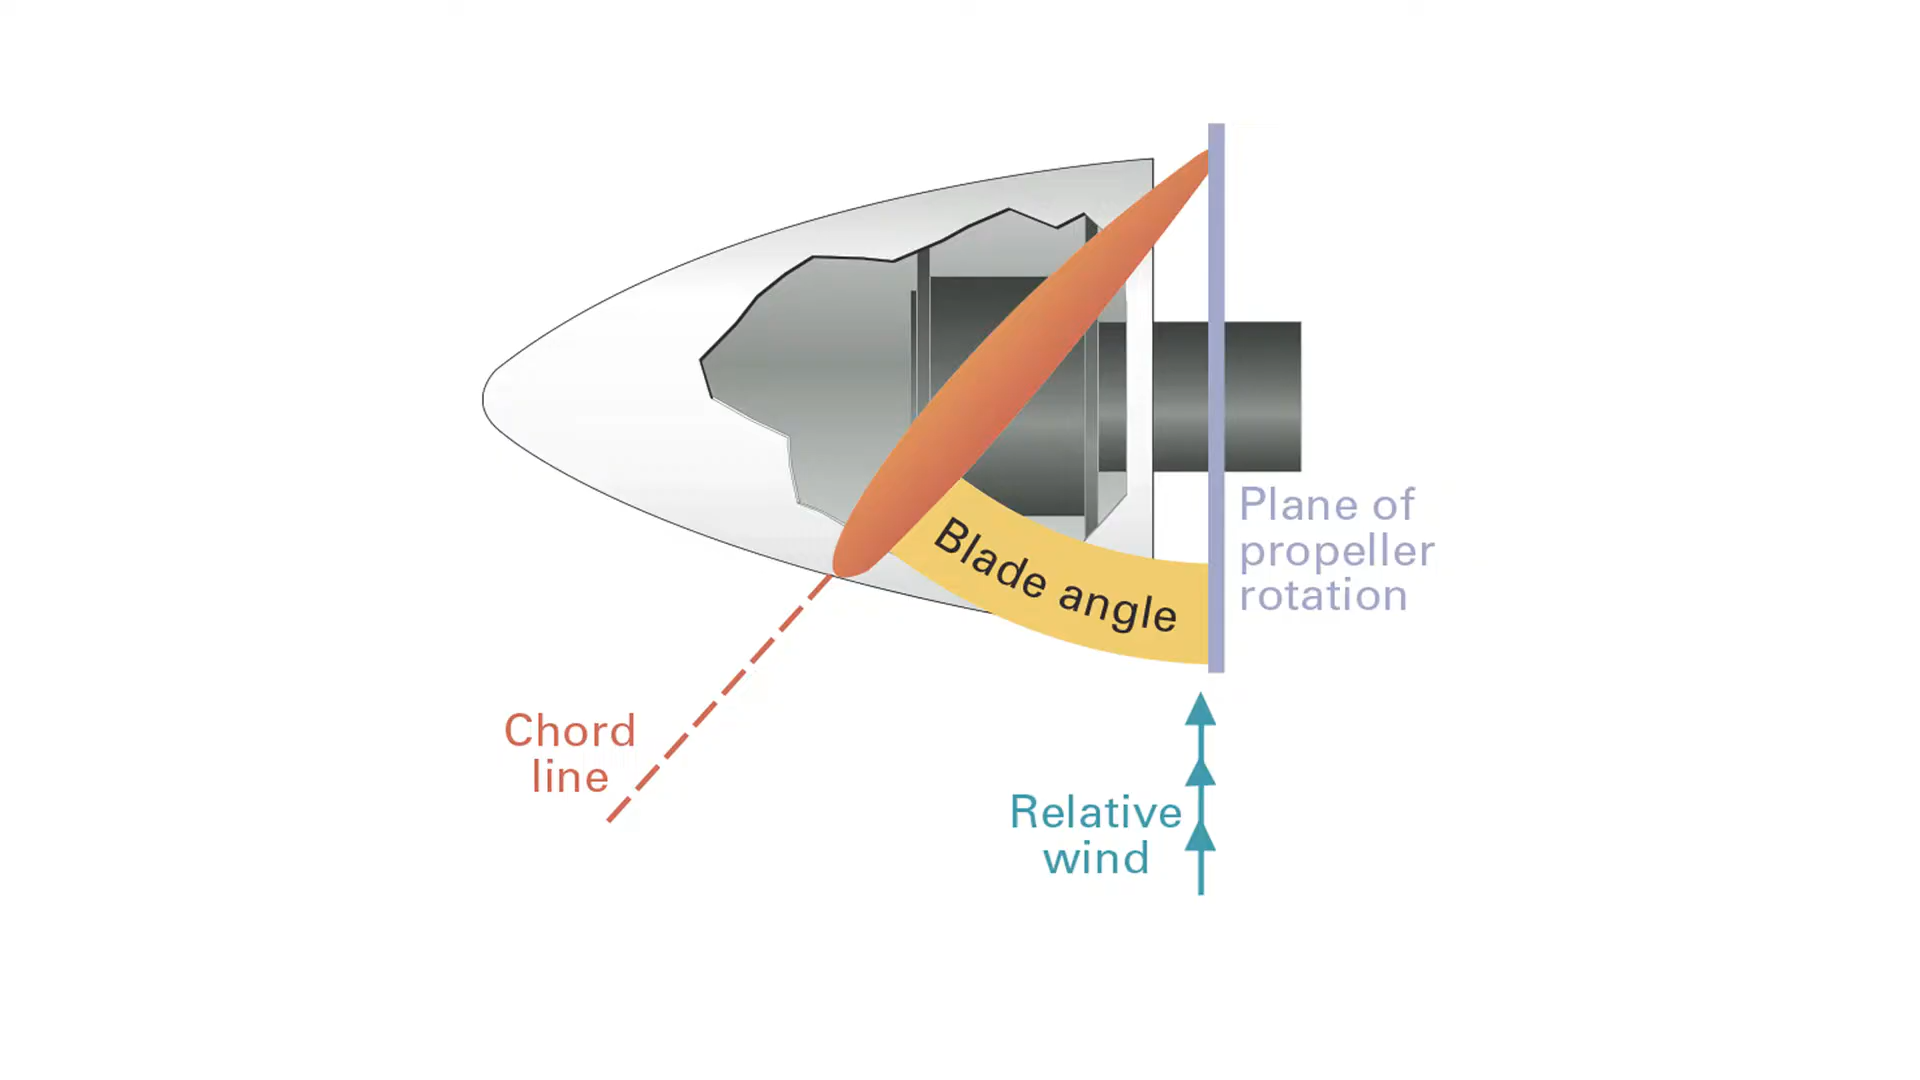 Blade angle
Plane of
propeller
rotation
Chord
line
Relative
wind